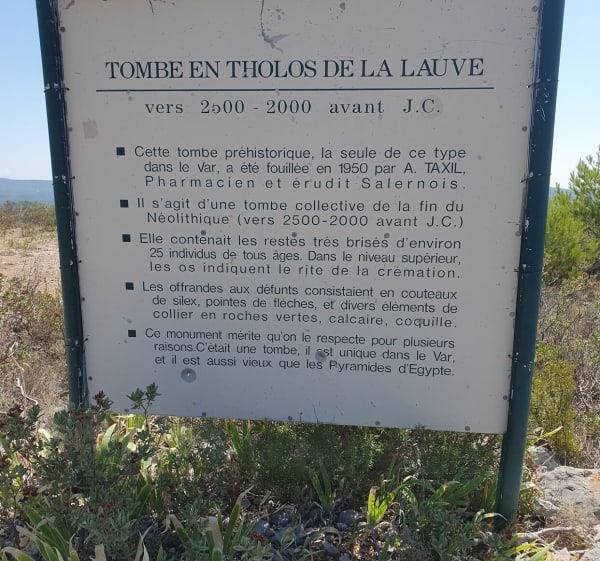 TOMBE EN THOLOS DE LA LAUVE
vers 2500 - 2000 avant J.C.
■ Cette tombe préhistorique, la seule de ce type
dans le Var, a été fouillée en 1950 par A. TAXIL,
Pharmacien et érudit Salernois.
■ Il s'agit d'une tombe collective de la fin du
Néolithique (vers 2500-2000 avant J.C.)
■ Elle contenait les restes trés brisés d'environ
25 individus de tous âges. Dans le niveau supérieur,
les os indiquent le rite de la crémation.
■ Les offrandes aux défunts consistaient en couteaux
de silex, pointes de flêches, et divers éléments de
collier en roches vertes, calcaire, coquille.
■ Ce monument mérite qu'on le respecte pour plusieurs
raisons.C'était une tombe, il est unique dans le Var,
et il est aussi vieux que les Pyramides d'Egypte.